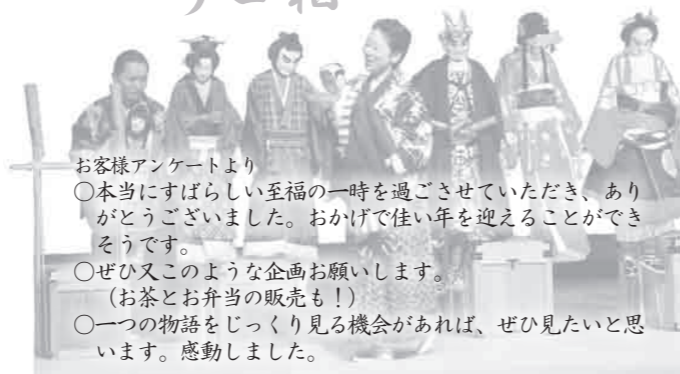 お客様アンケートより
○本当にすばらしい至福の一時を過ごさせていただき、あり
がとうございました。おかげで佳い年を迎えることができ
そうです。
○ぜひ又このような企画お願いします。
(お茶とお弁当の販売も！)
○一つの物語をじっくり見る機会があれば、ぜひ見たいと思
います。感動しました。